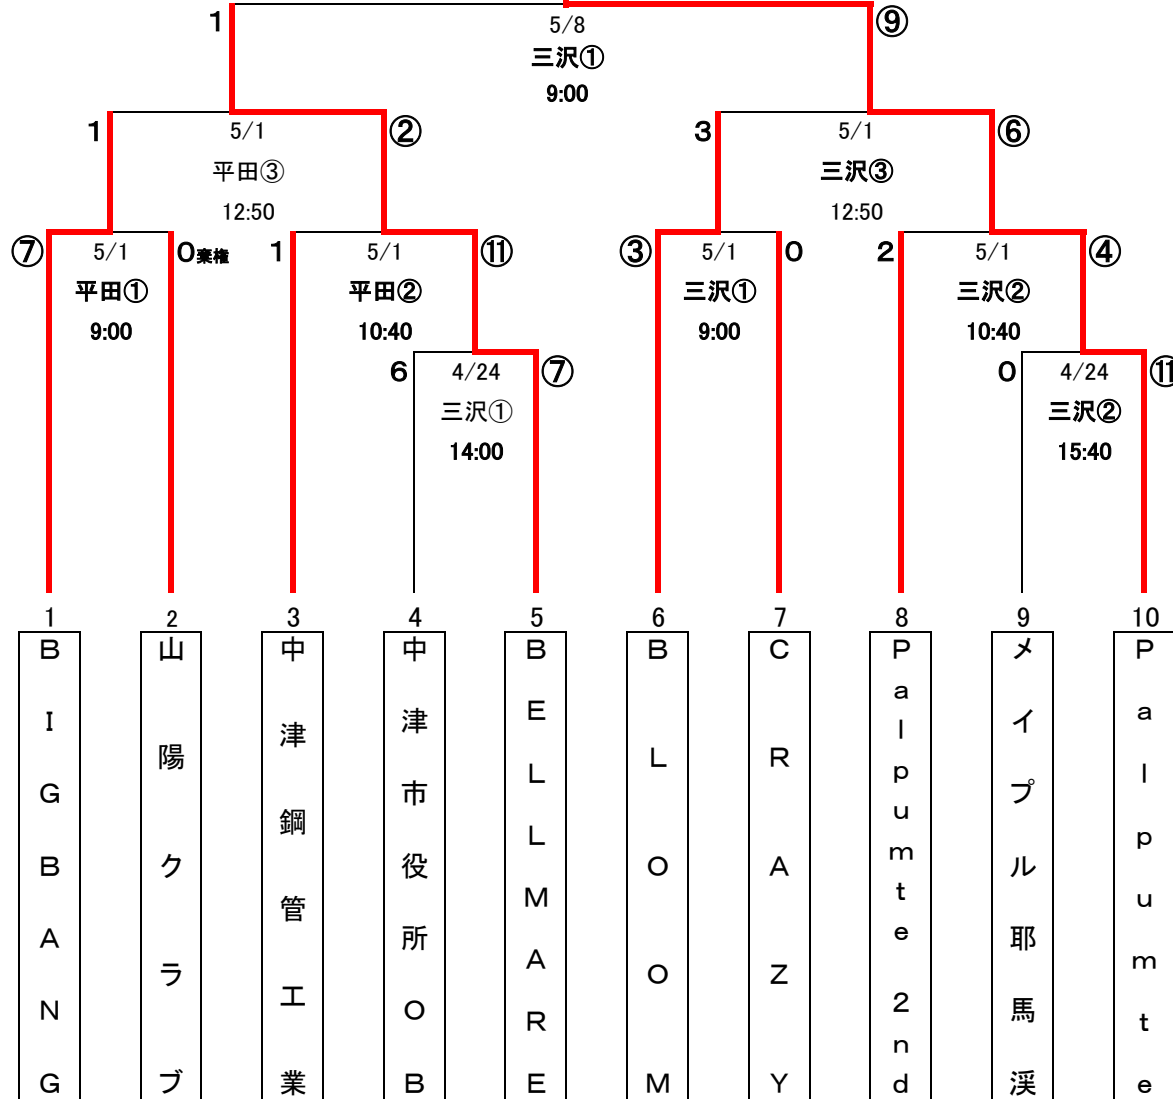 1
⑨
5/8
三沢①
9:00
1
②
5/1
平田③
12:50
3
⑥
5/1
三沢③
12:50
⑦
0棄権
5/1
平田①
9:00
1
⑪
5/1
平田②
10:40
③
0
5/1
三沢①
9:00
2
④
5/1
三沢②
10:40
6
⑦
4/24
三沢①
14:00
0
⑪
4/24
三沢②
15:40
1
2
3
4
5
6
7
8
9
10
BIGBANG
山陽クラブ
中津鋼管工業
中津市役所OB
BELLMARE
BLOOM
CRAZY
Palpumte 2nd
メイプル耶馬渓
Palpumte